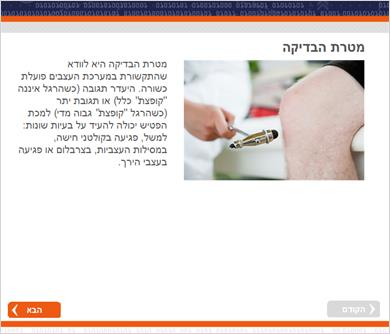 מטרת הבדיקה
מטרת הבדיקה היא לוודא
שהתקשורת במערכת העצבים פועלת
כשורה. היעדר תגובה (כשהרגל איננה
"קופצת" כלל) או תגובת יתר
(כשהרגל "קופצת" גבוה מדי) למכת
הפטיש יכולה להעיד על בעיות שונות:
למשל, פגיעה בקולטני חישה,
במסילות העצביות, בצרבלום או פגיעה
בעצבי הירך.
הקודם
הבא